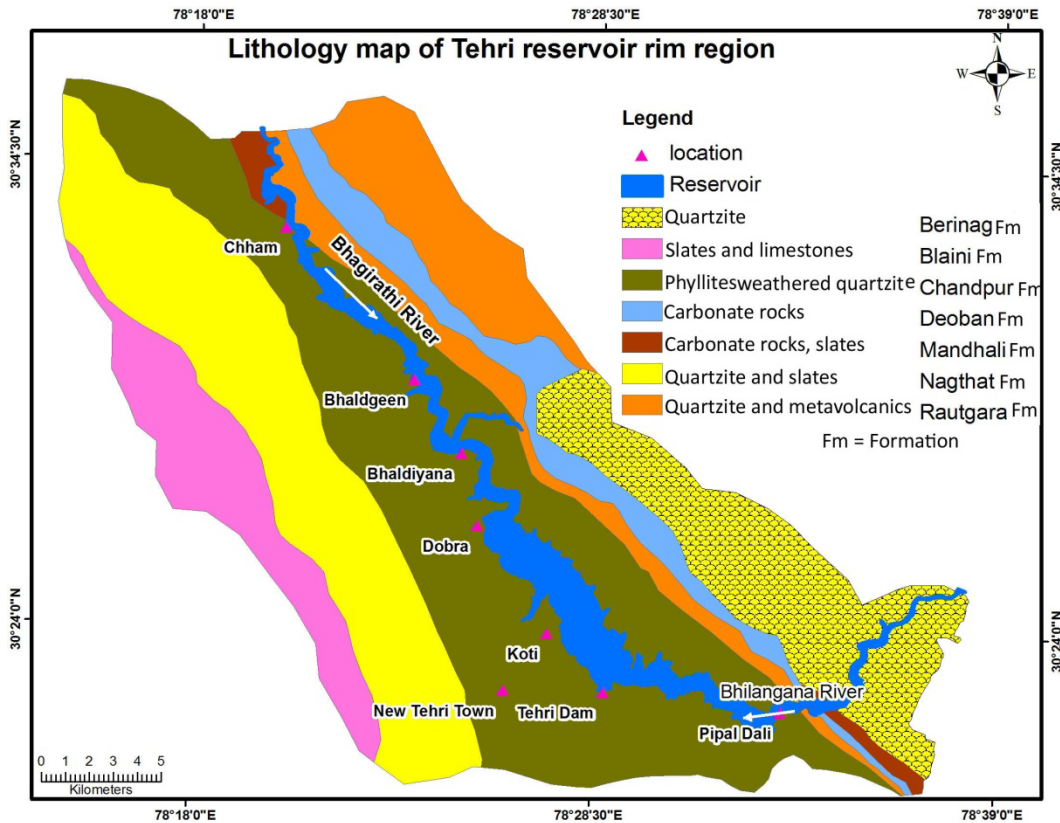 78°18'0"E
78°28'30"E
78°39'0"E
Lithology map of Tehri reservoir rim region
N
W
E
S
30°34'30"N
30°34'30"N
Legend
location
Reservoir
Quartzite
Berinag Fm
Slates and limestones
Blaini Fm
Phyllitesweathered quartzite
Chandpur Fm
Carbonate rocks
Deoban Fm
Carbonate rocks, slates
Mandhali Fm
Quartzite and slates
Nagthat Fm
Quartzite and metavolcanics
Rautgara Fm
Fm = Formation
Chham
Bhagirathi River
Bhaldgeen
Bhaldiyana
Dobra
30°24'0"N
30°24'0"N
Koti
New Tehri Town
Tehri Dam
Bhilangana River
Pipal Dali
0 1 2 3 4 5
Kilometers
78°18'0"E
78°28'30"E
78°39'0"E